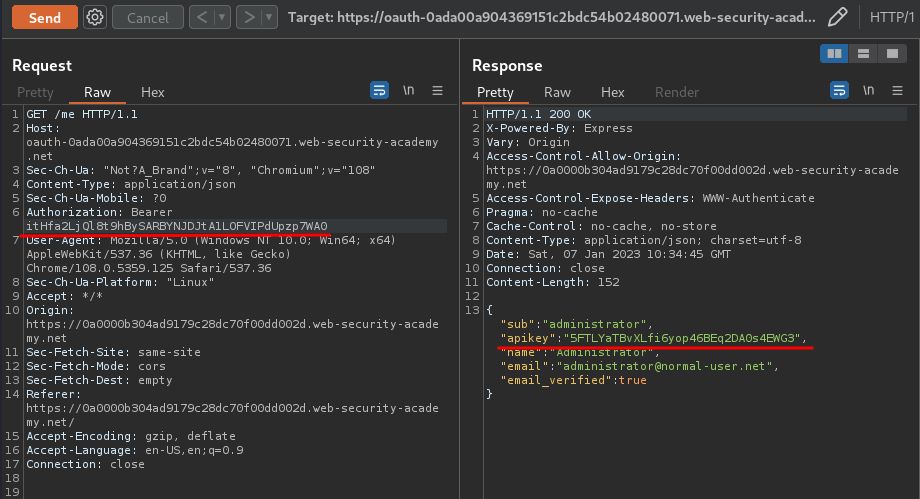 Send Cancel < > Target: https://oauth-0ada00a904369151c2bdc54b02480071.web-security-acad... HTTP/1
Request
Pretty Raw Hex \n
1 GET /me HTTP/1.1
2 Host:
oauth-0ada00a904369151c2bdc54b02480071.web-security-academy
.net
3 Sec-Ch-Ua: "Not?A_Brand";v="8", "Chromium";v="108"
4 Content-Type: application/json
5 Sec-Ch-Ua-Mobile: ?0
6 Authorization: Bearer
itHfa2LjQl8t9hBySARBYNJDJtA1LOFVIPdUpzp7WA0
7 User-Agent: Mozilla/5.0 (Windows NT 10.0; Win64; x64)
AppleWebKit/537.36 (KHTML, like Gecko)
Chrome/108.0.5359.125 Safari/537.36
8 Sec-Ch-Ua-Platform: "Linux"
9 Accept: */*
10 Origin:
https://0a0000b304ad9179c28dc70f00dd002d.web-security-acade
my.net
11 Sec-Fetch-Site: same-site
12 Sec-Fetch-Mode: cors
13 Sec-Fetch-Dest: empty
14 Referer:
https://0a0000b304ad9179c28dc70f00dd002d.web-security-acade
my.net/
15 Accept-Encoding: gzip, deflate
16 Accept-Language: en-US,en;q=0.9
17 Connection: close
18
19
Response
Pretty Raw Hex Render \n
1 HTTP/1.1 200 OK
2 X-Powered-By: Express
3 Vary: Origin
4 Access-Control-Allow-Origin:
https://0a0000b304ad9179c28dc70f00dd002d.web-security-acade
my.net
5 Access-Control-Expose-Headers: WWW-Authenticate
6 Pragma: no-cache
7 Cache-Control: no-cache, no-store
8 Content-Type: application/json; charset=utf-8
9 Date: Sat, 07 Jan 2023 10:34:45 GMT
10 Connection: close
11 Content-Length: 152
12
13 {
"sub":"administrator",
"apikey":"5FTLYaTBvXLfi6yop46BEq2DAOs4EWG3",
"name":"Administrator",
"email":"administrator@normal-user.net",
"email_verified":true
}